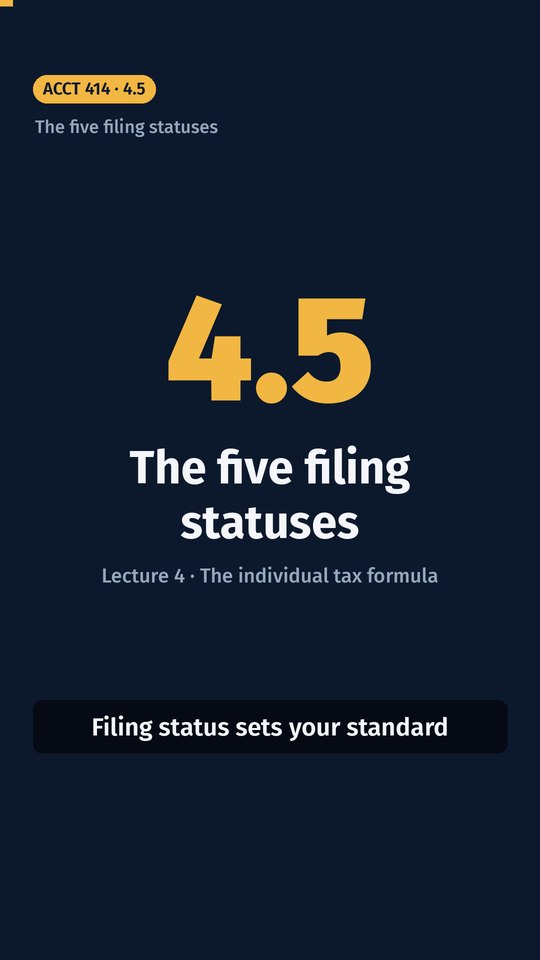 ACCT 414 · 4.5
The five filing statuses
4.5
The five filing
statuses
Lecture 4 · The individual tax formula
Filing status sets your standard